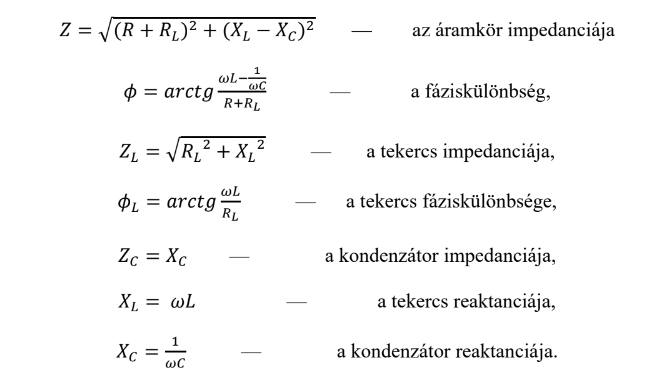 Z = √(R + R_L)² + (X_L − X_C)² — az áramkör impedanciája
ϕ = arctg (ωL − 1/ωC)/(R+R_L) — a fáziskülönbség,
Z_L = √R_L² + X_L² — a tekercs impedanciája,
ϕ_L = arctg ωL/R_L — a tekercs fáziskülönbsége,
Z_C = X_C — a kondenzátor impedanciája,
X_L = ωL — a tekercs reaktanciája,
X_C = 1/ωC — a kondenzátor reaktanciája.